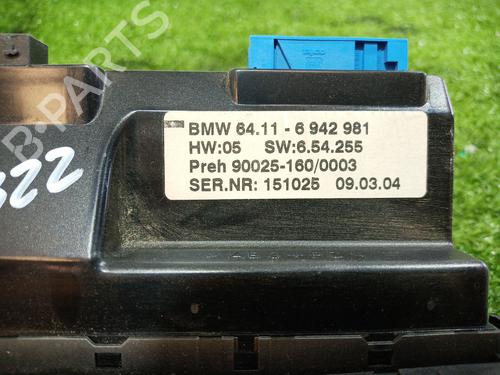 B-PARTS
BMW 64.11 - 6 942 981
HW:05 SW:6.54.255
Preh 90025-160/0003
SER.NR: 151025 09.03.04
322